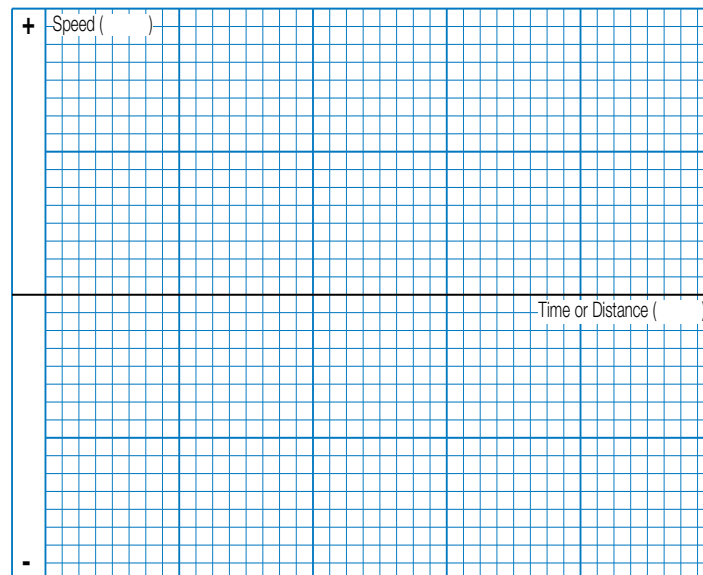 + Speed ( )
Time or Distance ( )
-